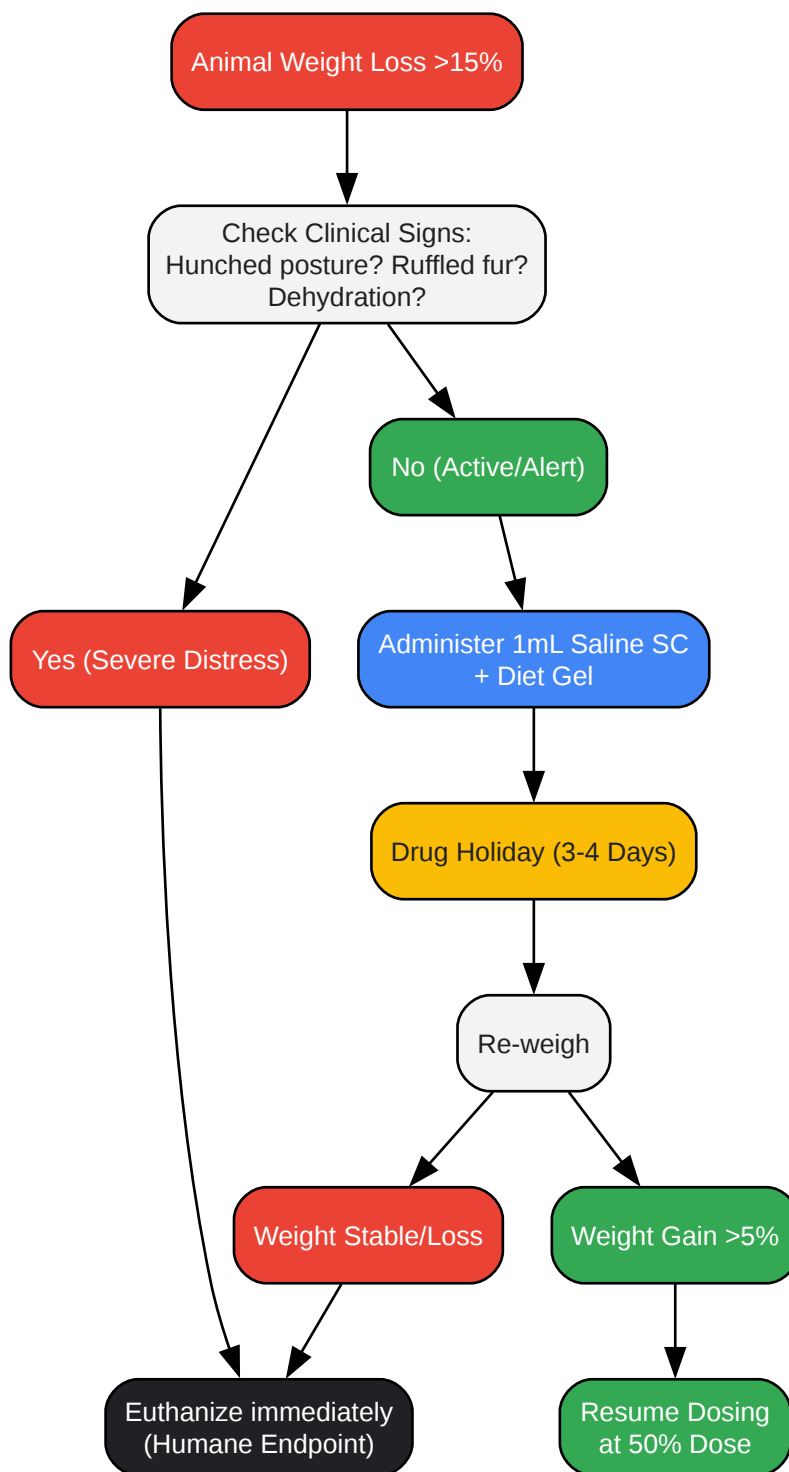 Animal Weight Loss >15%
Check Clinical Signs:
Hunched posture? Ruffled fur?
Dehydration?
No (Active/Alert)
Yes (Severe Distress)
Administer 1mL Saline SC
+ Diet Gel
Drug Holiday (3-4 Days)
Re-weigh
Weight Stable/Loss
Weight Gain >5%
Euthanize immediately
(Humane Endpoint)
Resume Dosing
at 50% Dose